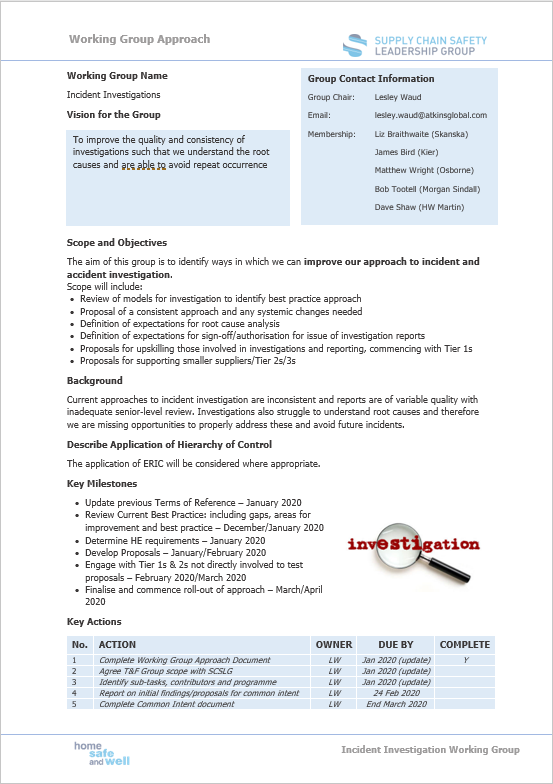 Working Group Approach
SUPPLY CHAIN SAFETY
LEADERSHIP GROUP
Working Group Name
Incident Investigations
Vision for the Group
To improve the quality and consistency of
investigations such that we understand the root
causes and are able to avoid repeat occurrence
Group Contact Information
Group Chair: Lesley Waud
Email: lesley.waud@atkinsglobal.com
Membership: Liz Braithwaite (Skanska)
James Bird (Kier)
Matthew Wright (Osborne)
Bob Tootell (Morgan Sindall)
Dave Shaw (HW Martin)
Scope and Objectives
The aim of this group is to identify ways in which we can improve our approach to incident and
accident investigation.
Scope will include:
• Review of models for investigation to identify best practice approach
• Proposal of a consistent approach and any systemic changes needed
• Definition of expectations for root cause analysis
• Definition of expectations for sign-off/authorisation for issue of investigation reports
• Proposals for upskilling those involved in investigations and reporting, commencing with Tier 1s
• Proposals for supporting smaller suppliers/Tier 2s/3s
Background
Current approaches to incident investigation are inconsistent and reports are of variable quality with
inadequate senior-level review. Investigations also struggle to understand root causes and therefore
we are missing opportunities to properly address these and avoid future incidents.
Describe Application of Hierarchy of Control
The application of ERIC will be considered where appropriate.
Key Milestones
• Update previous Terms of Reference – January 2020
• Review Current Best Practice: including gaps, areas for
improvement and best practice – December/January 2020
• Determine HE requirements – January 2020
• Develop Proposals – January/February 2020
• Engage with Tier 1s & 2s not directly involved to test
proposals – February 2020/March 2020
• Finalise and commence roll-out of approach – March/April
2020
investigation
Key Actions
No. ACTION OWNER DUE BY COMPLETE
1 Complete Working Group Approach Document LW Jan 2020 (update) Y
2 Agree T&F Group scope with SCSLG LW Jan 2020 (update)
3 Identify sub-tasks, contributors and programme LW Jan 2020 (update)
4 Report on initial findings/proposals for common intent LW 24 Feb 2020
5 Complete Common Intent document LW End March 2020
home
safe
and well
Incident Investigation Working Group